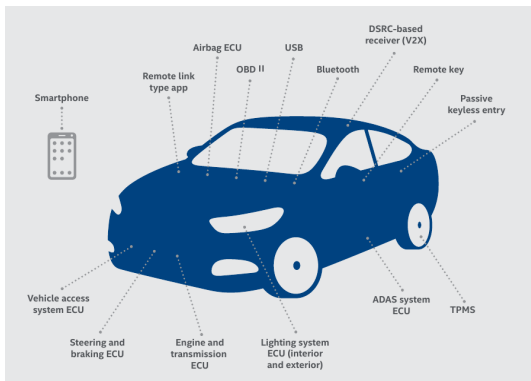 DSRC-based
receiver (V2X)
Airbag ECU
USB
OBD II
Bluetooth
Remote key
Remote link
type app
Smartphone
Passive
keyless entry
Vehicle access
system ECU
Steering and
braking ECU
Engine and
transmission
ECU
Lighting system
ECU (interior
and exterior)
ADAS system
ECU
TPMS